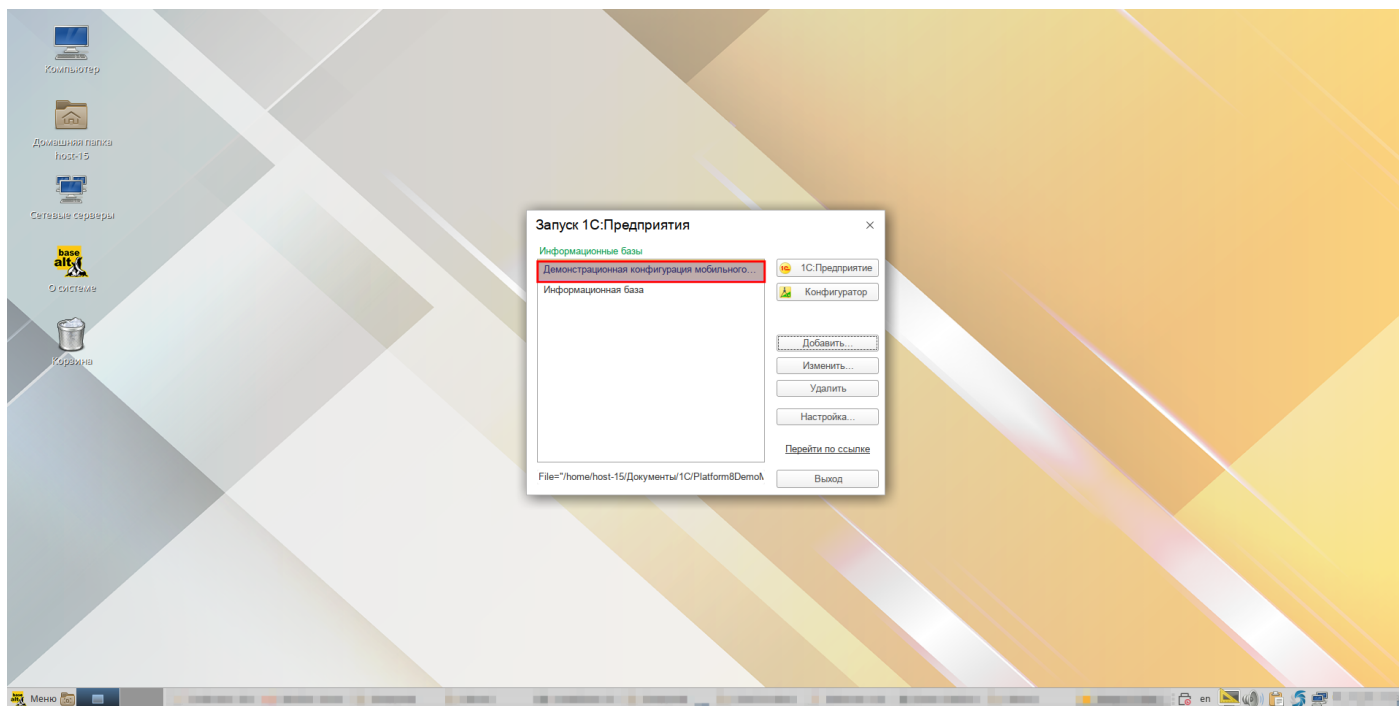 Компьютер
Домашняя папка
host-15
Сетевые серверы
base
alt
О системе
Корзина
Запуск 1С:Предприятия
Информационные базы
Демонстрационная конфигурация мобильного...
Информационная база
1С:Предприятие
Конфигуратор
Добавить...
Изменить...
Удалить
Настройка...
Перейти по ссылке
File="/home/host-15/Документы/1С/Platform8DemoM
Выход
Меню
en